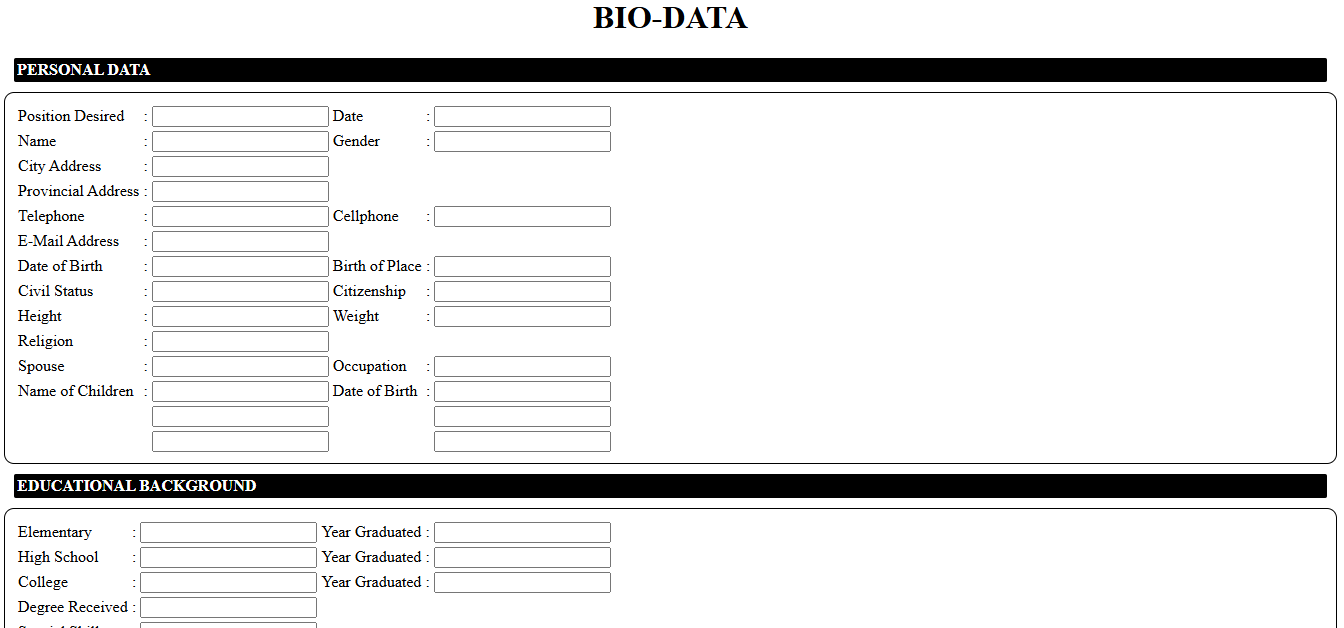 BIO-DATA
PERSONAL DATA
Position Desired : Date :
Name : Gender :
City Address :
Provincial Address :
Telephone : Cellphone :
E-Mail Address :
Date of Birth : Birth of Place :
Civil Status : Citizenship :
Height : Weight :
Religion :
Spouse : Occupation :
Name of Children : Date of Birth :
EDUCATIONAL BACKGROUND
Elementary : Year Graduated :
High School : Year Graduated :
College : Year Graduated :
Degree Received :